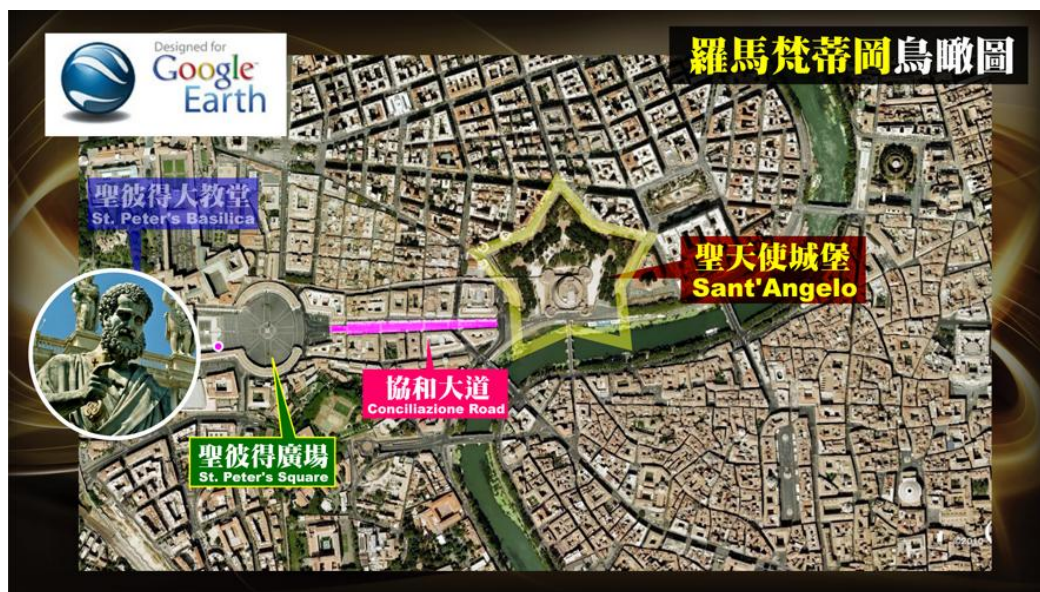 Designed for
Google
Earth
羅馬梵蒂岡鳥瞰圖
聖彼得大教堂
St. Peter's Basilica
聖天使城堡
Sant'Angelo
協和大道
Conciliazione Road
聖彼得廣場
St. Peter's Square
©2010